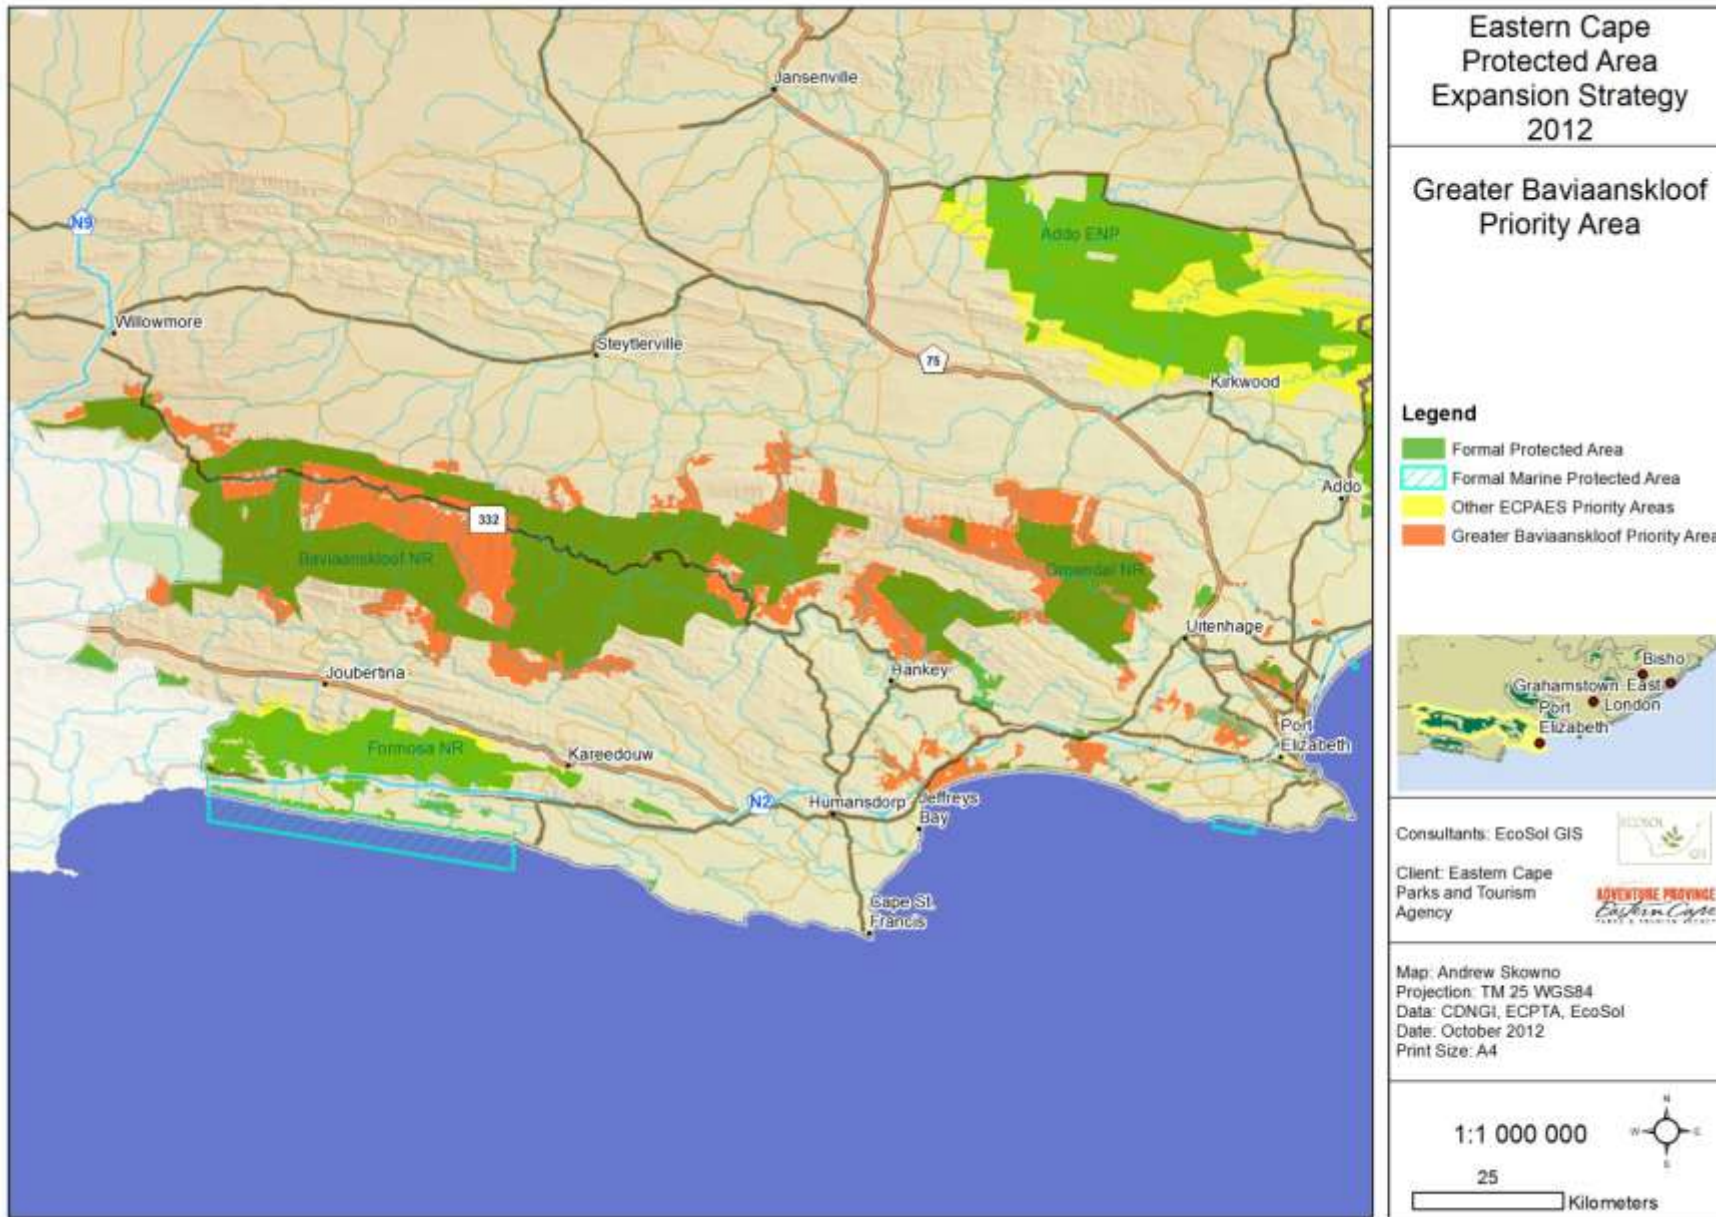 Jansenville
N9
Addo ENP
Willowmore
Steytlerville
75
Kirkwood
Addo
332
Baviaanskloof NR
Groendal NR
Uitenhage
Hankey
Joubertina
Formosa NR
Kareedouw
Port
Elizabeth
N2
Humansdorp
Jeffreys
Bay
Cape St.
Francis
Eastern Cape
Protected Area
Expansion Strategy
2012
Greater Baviaanskloof
Priority Area
Legend
Formal Protected Area
Formal Marine Protected Area
Other ECPAES Priority Areas
Greater Baviaanskloof Priority Area
Bisho
Grahamstown East
London
Port
Elizabeth
Consultants: EcoSol GIS
ECOSOL
GIS
Client: Eastern Cape
Parks and Tourism
Agency
ADVENTURE PROVINCE
Eastern Cape
Map: Andrew Skowno
Projection: TM 25 WGS84
Data: CDNGI, ECPTA, EcoSol
Date: October 2012
Print Size: A4
1:1 000 000
N
W
E
S
25
Kilometers